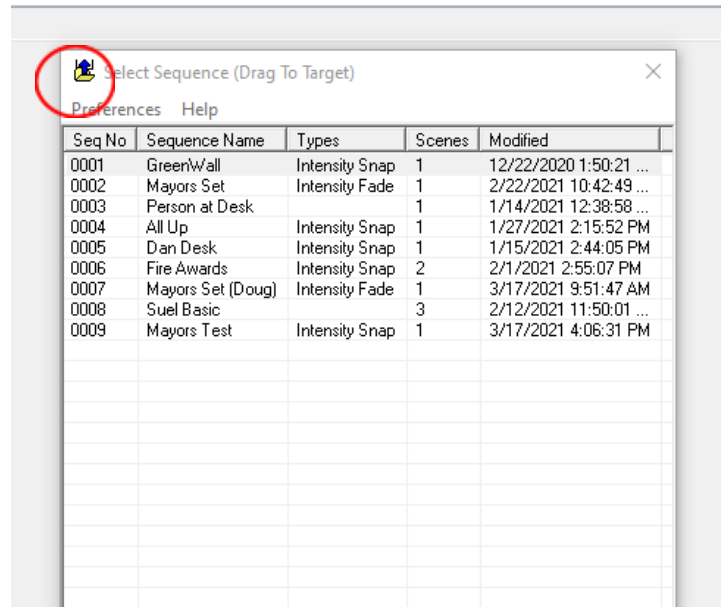 Select Sequence (Drag To Target)
Preferences Help
Seq No Sequence Name Types Scenes Modified
0001 GreenWall Intensity Snap 1 12/22/2020 1:50:21 ...
0002 Mayors Set Intensity Fade 1 2/22/2021 10:42:49 ...
0003 Person at Desk 1 1/14/2021 12:38:58 ...
0004 All Up Intensity Snap 1 1/27/2021 2:15:52 PM
0005 Dan Desk Intensity Snap 1 1/15/2021 2:44:05 PM
0006 Fire Awards Intensity Snap 2 2/1/2021 2:55:07 PM
0007 Mayors Set (Doug) Intensity Fade 1 3/17/2021 9:51:47 AM
0008 Suel Basic 3 2/12/2021 11:50:01 ...
0009 Mayors Test Intensity Snap 1 3/17/2021 4:06:31 PM